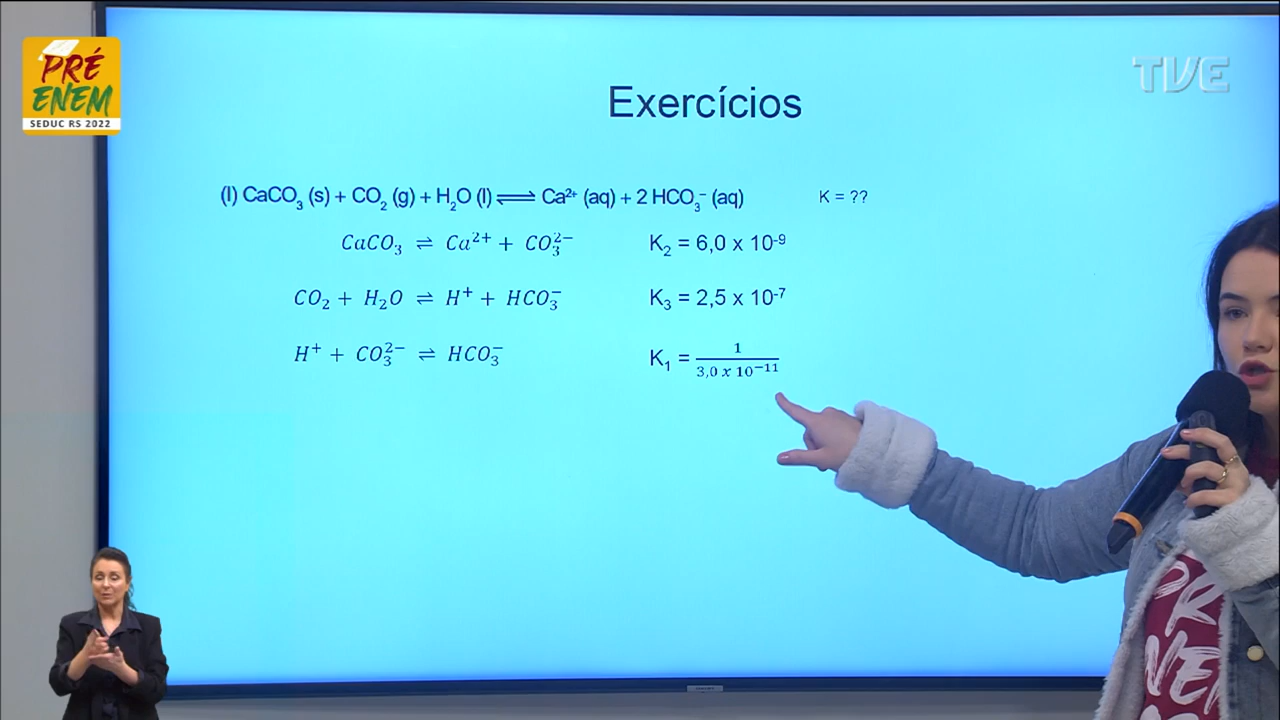 PRÉ
ENEM
SEDUC RS 2022
TVE
Exercícios
(I) CaCO₃ (s) + CO₂ (g) + H₂O (l) ⇌ Ca²⁺ (aq) + 2 HCO₃⁻ (aq) K = ??
CaCO₃ ⇌ Ca²⁺ + CO₃²⁻ K₂ = 6,0 x 10⁻⁹
CO₂ + H₂O ⇌ H⁺ + HCO₃⁻ K₃ = 2,5 x 10⁻⁷
H⁺ + CO₃²⁻ ⇌ HCO₃⁻ K₁ = 1 / 3,0 x 10⁻¹¹